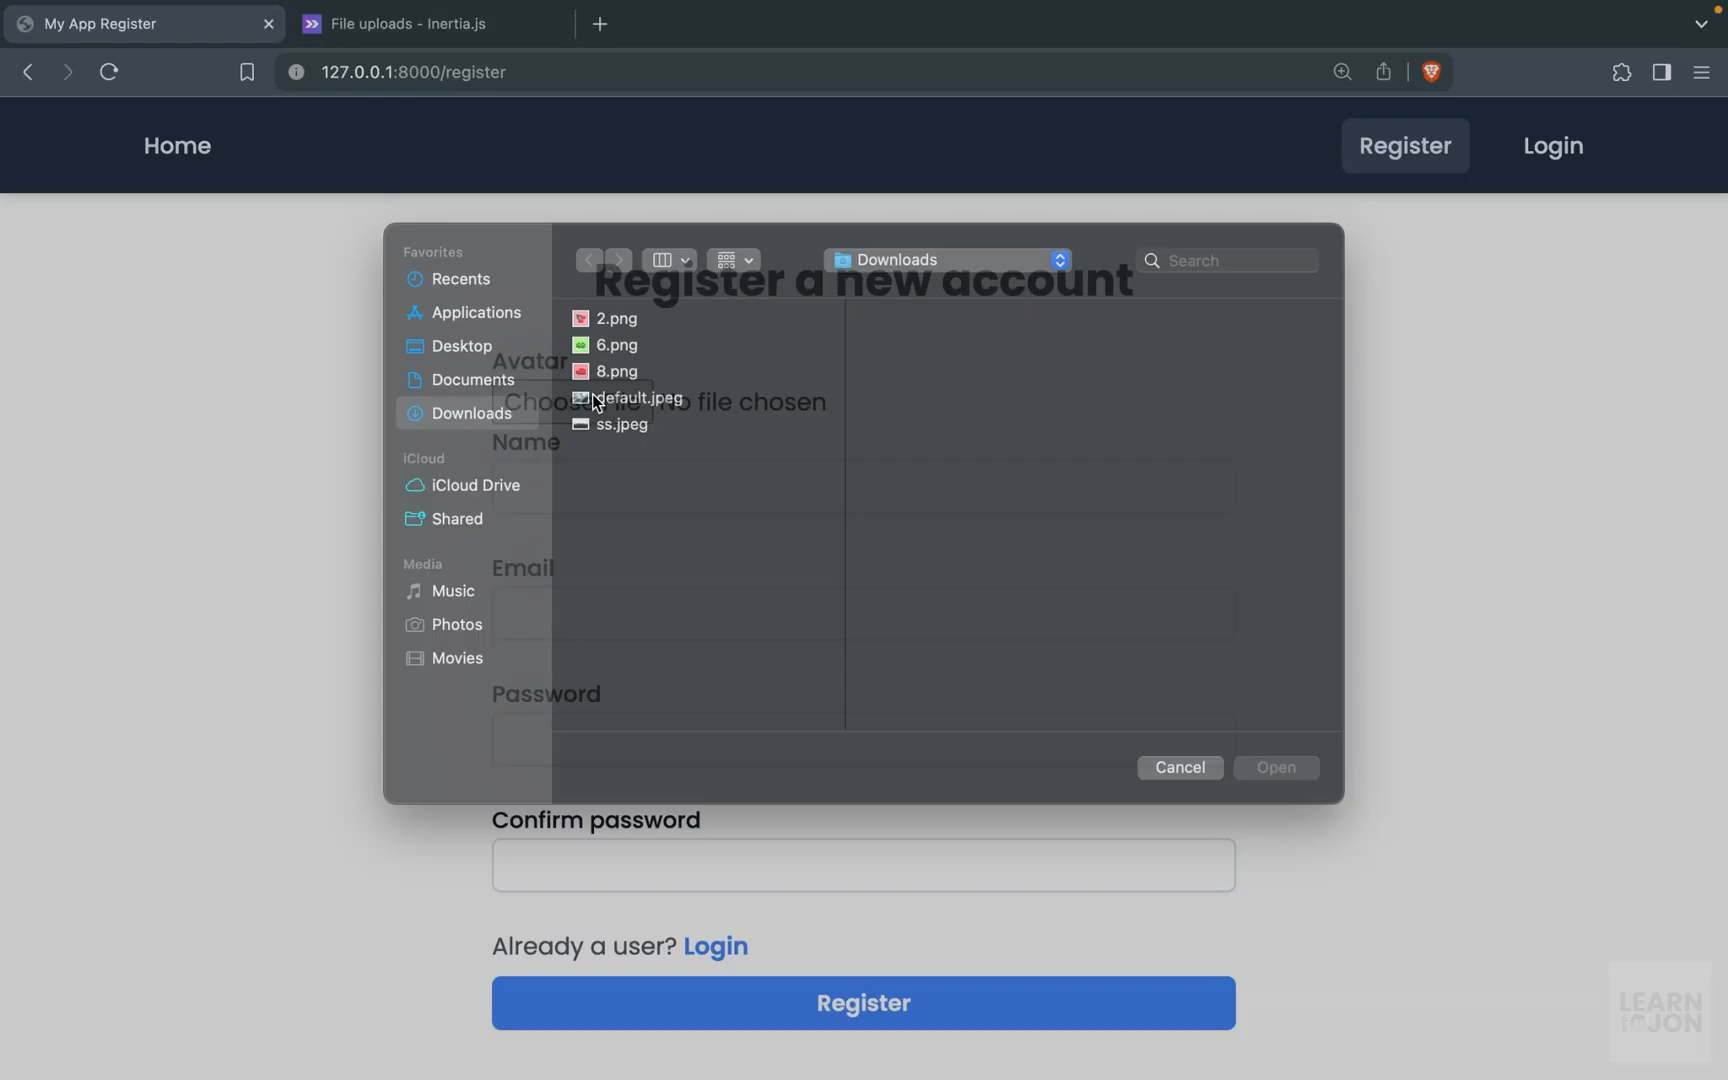 My App Register
File uploads - Inertia.js
127.0.0.1:8000/register
Home
Register
Login
Favorites
Recents
Applications
Desktop
Documents
Downloads
iCloud
iCloud Drive
Shared
Media
Music
Photos
Movies
Downloads
Search
Register a new account
2.png
6.png
8.png
default.jpeg
ss.jpeg
Avatar
Choose File No file chosen
Name
Email
Password
Cancel
Open
Confirm password
Already a user? Login
Register
LEARN
JON